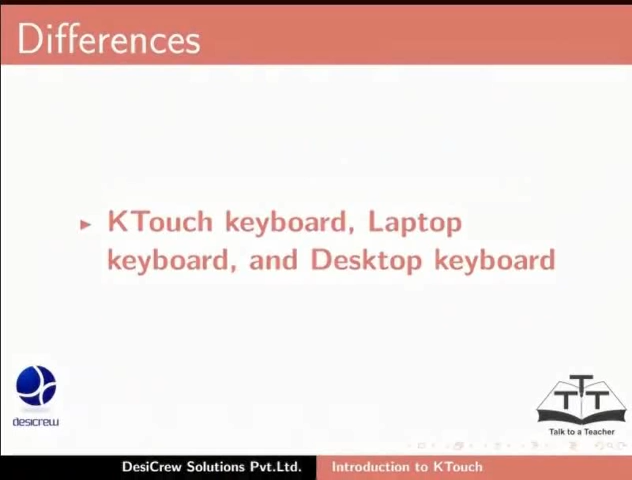 Differences
▸ KTouch keyboard, Laptop
keyboard, and Desktop keyboard
desicrew
TTT
Talk to a Teacher
DesiCrew Solutions Pvt.Ltd. Introduction to KTouch